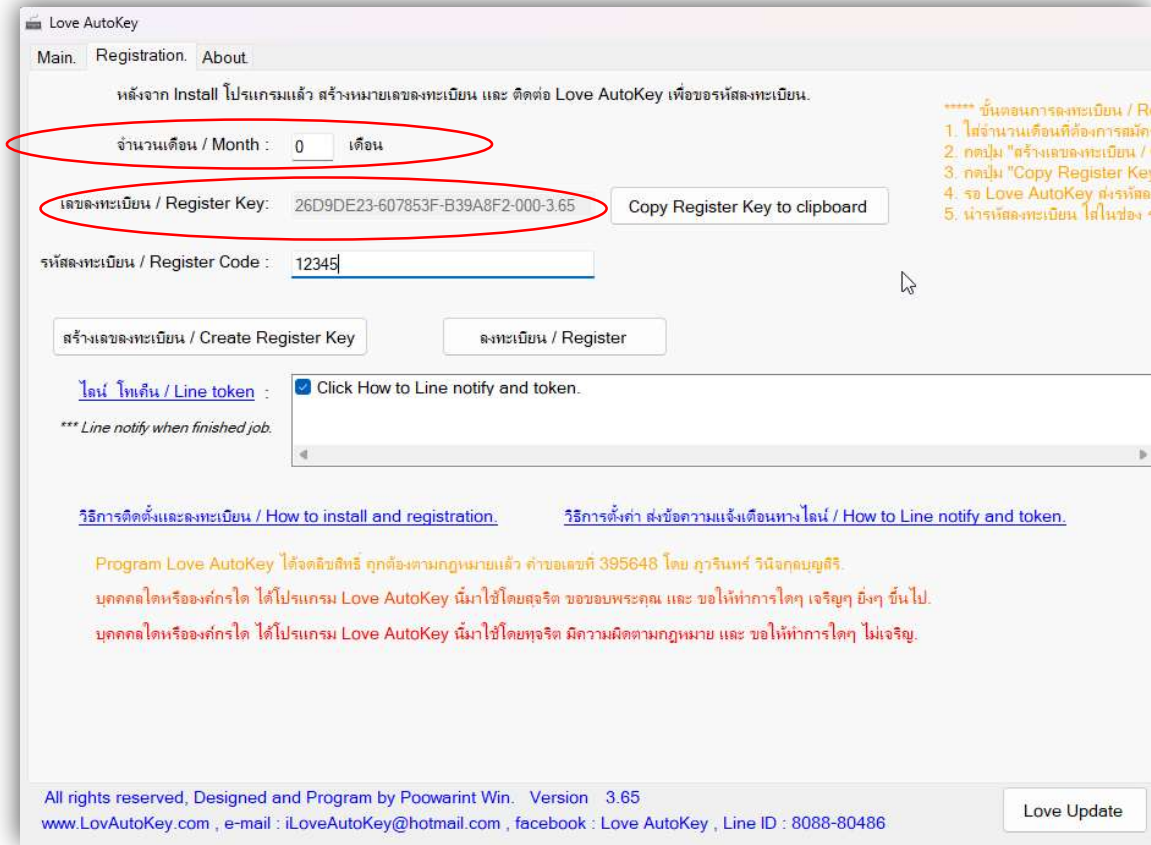 Love AutoKey
Main. Registration. About.
หลังจาก Install โปรแกรมแล้ว สร้างหมายเลขลงทะเบียน และ ติดต่อ Love AutoKey เพื่อขอรหัสลงทะเบียน.
***** ขั้นตอนการลงทะเบียน /
จำนวนเดือน / Month : 0 เดือน
1. ใส่จำนวนเดือนที่ต้องการ
2. กดปุ่ม "สร้างเลขลงทะเบียน /
3. กดปุ่ม "Copy Register
4. รอ Love AutoKey
5. นำรหัสลงทะเบียน ใส่ในช่อง
เลขลงทะเบียน / Register Key: 26D9DE23-607853F-B39A8F2-000-3.65 Copy Register Key to clipboard
รหัสลงทะเบียน / Register Code : 12345
สร้างเลขลงทะเบียน / Create Register Key ลงทะเบียน / Register
ไลน์ โทเค็น / Line token : Click How to Line notify and token.
*** Line notify when finished job.
วิธีการติดตั้งและลงทะเบียน / How to install and registration. วิธีการตั้งค่า ส่งข้อความแจ้งเตือนทางไลน์ / How to Line notify and token.
Program Love AutoKey ได้จดลิขสิทธิ์ ถูกต้องตามกฎหมายแล้ว คำขอเลขที่ 395648 โดย ภูวรินทร์ วินิจกุลบุญสิริ.
บุคคลใดหรือองค์กรใด ได้โปรแกรม Love AutoKey นี้มาใช้โดยสุจริต ขอขอบพระคุณ และ ขอให้ทำการใดๆ เจริญๆ ยิ่งๆ ขึ้นไป.
บุคคลใดหรือองค์กรใด ได้โปรแกรม Love AutoKey นี้มาใช้โดยทุจริต มีความผิดตามกฎหมาย และ ขอให้ทำการใดๆ ไม่เจริญ.
All rights reserved, Designed and Program by Poowarint Win. Version 3.65
www.LovAutoKey.com , e-mail : iLoveAutoKey@hotmail.com , facebook : Love AutoKey , Line ID : 8088-80486
Love Update